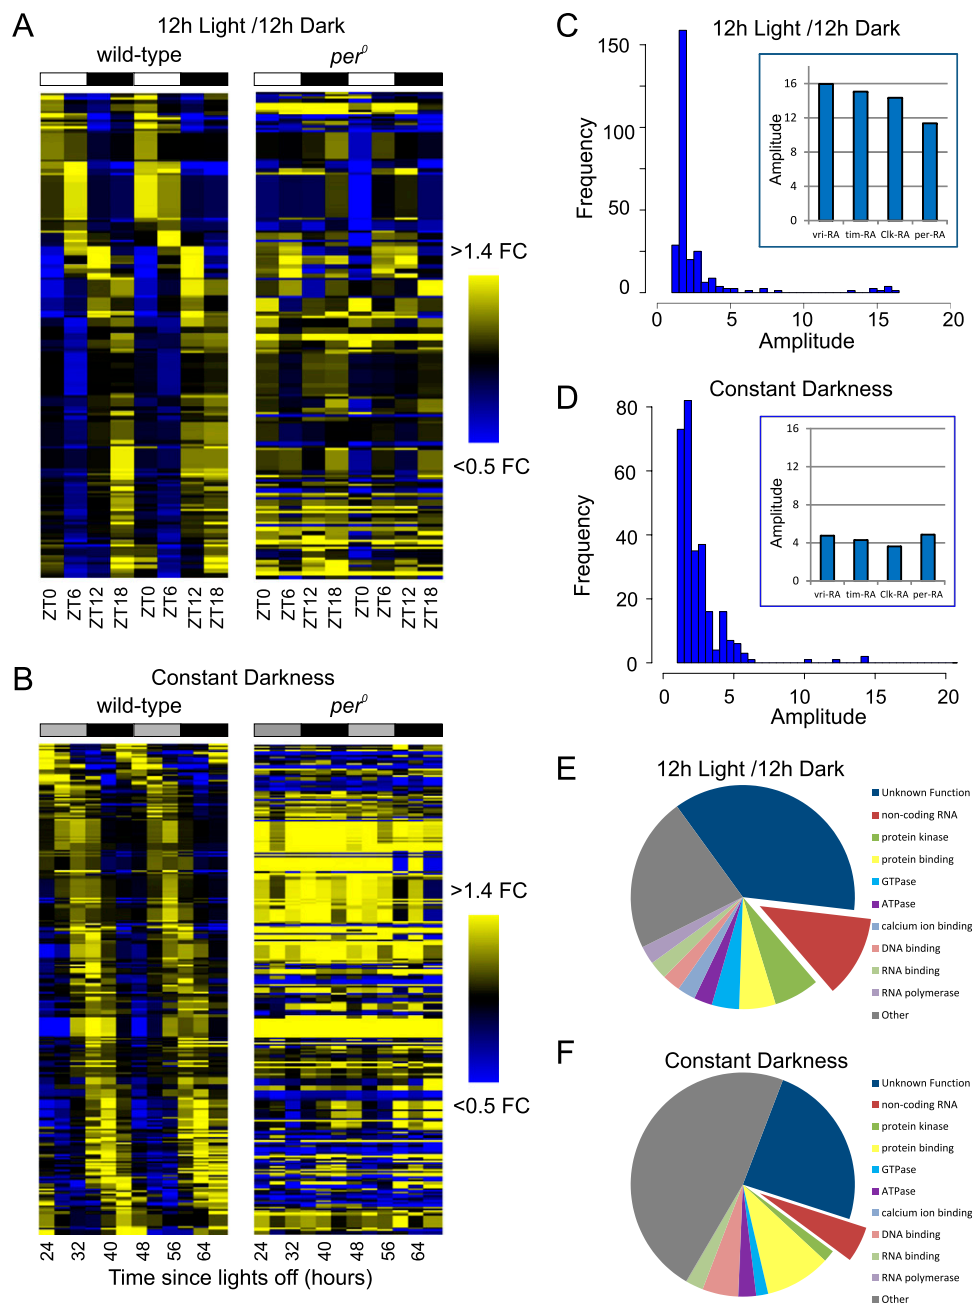 A
12h Light /12h Dark
wild-type
per⁰
>1.4 FC
<0.5 FC
ZT0
ZT6
ZT12
ZT18
ZT0
ZT6
ZT12
ZT18
ZT0
ZT6
ZT12
ZT18
ZT0
ZT6
ZT12
ZT18
B
Constant Darkness
wild-type
per⁰
>1.4 FC
<0.5 FC
24
32
40
48
56
64
24
32
40
48
56
64
Time since lights off (hours)
C
12h Light /12h Dark
Frequency
150
100
50
0
0
5
10
15
20
Amplitude
Amplitude
16
12
8
4
0
vri-RA
tim-RA
Clk-RA
per-RA
D
Constant Darkness
Frequency
80
60
40
20
0
0
5
10
15
20
Amplitude
Amplitude
16
12
8
4
0
vri-RA
tim-RA
Clk-RA
per-RA
E
12h Light /12h Dark
Unknown Function
non-coding RNA
protein kinase
protein binding
GTPase
ATPase
calcium ion binding
DNA binding
RNA binding
RNA polymerase
Other
F
Constant Darkness
Unknown Function
non-coding RNA
protein kinase
protein binding
GTPase
ATPase
calcium ion binding
DNA binding
RNA binding
RNA polymerase
Other